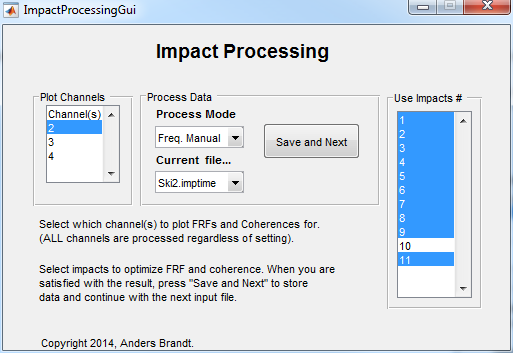 ImpactProcessingGui
Impact Processing
Plot Channels
Channel(s)
2
3
4
Process Data
Process Mode
Freq. Manual
Current file...
Ski2.imptime
Save and Next
Use Impacts #
1
2
3
4
5
6
7
8
9
10
11
Select which channel(s) to plot FRFs and Coherences for.
(ALL channels are processed regardless of setting).
Select impacts to optimize FRF and coherence. When you are
satisfied with the result, press "Save and Next" to store
data and continue with the next input file.
Copyright 2014, Anders Brandt.